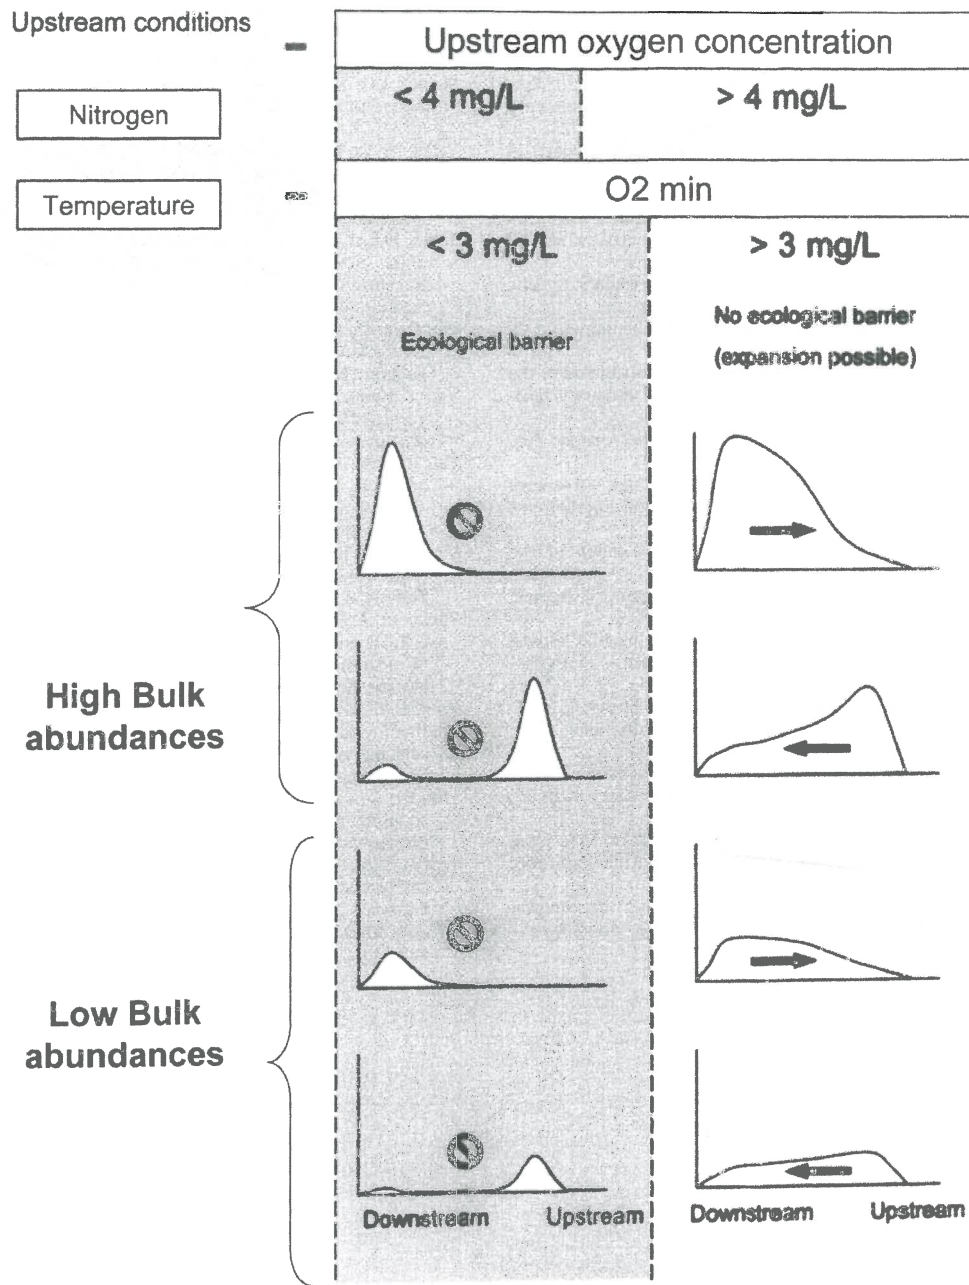 Upstream conditions
Upstream oxygen concentration
< 4 mg/L
> 4 mg/L
Nitrogen
Temperature
O2 min
< 3 mg/L
> 3 mg/L
Ecological barrier
No ecological barrier
(expansion possible)
High Bulk
abundances
Low Bulk
abundances
Downstream
Upstream
Downstream
Upstream